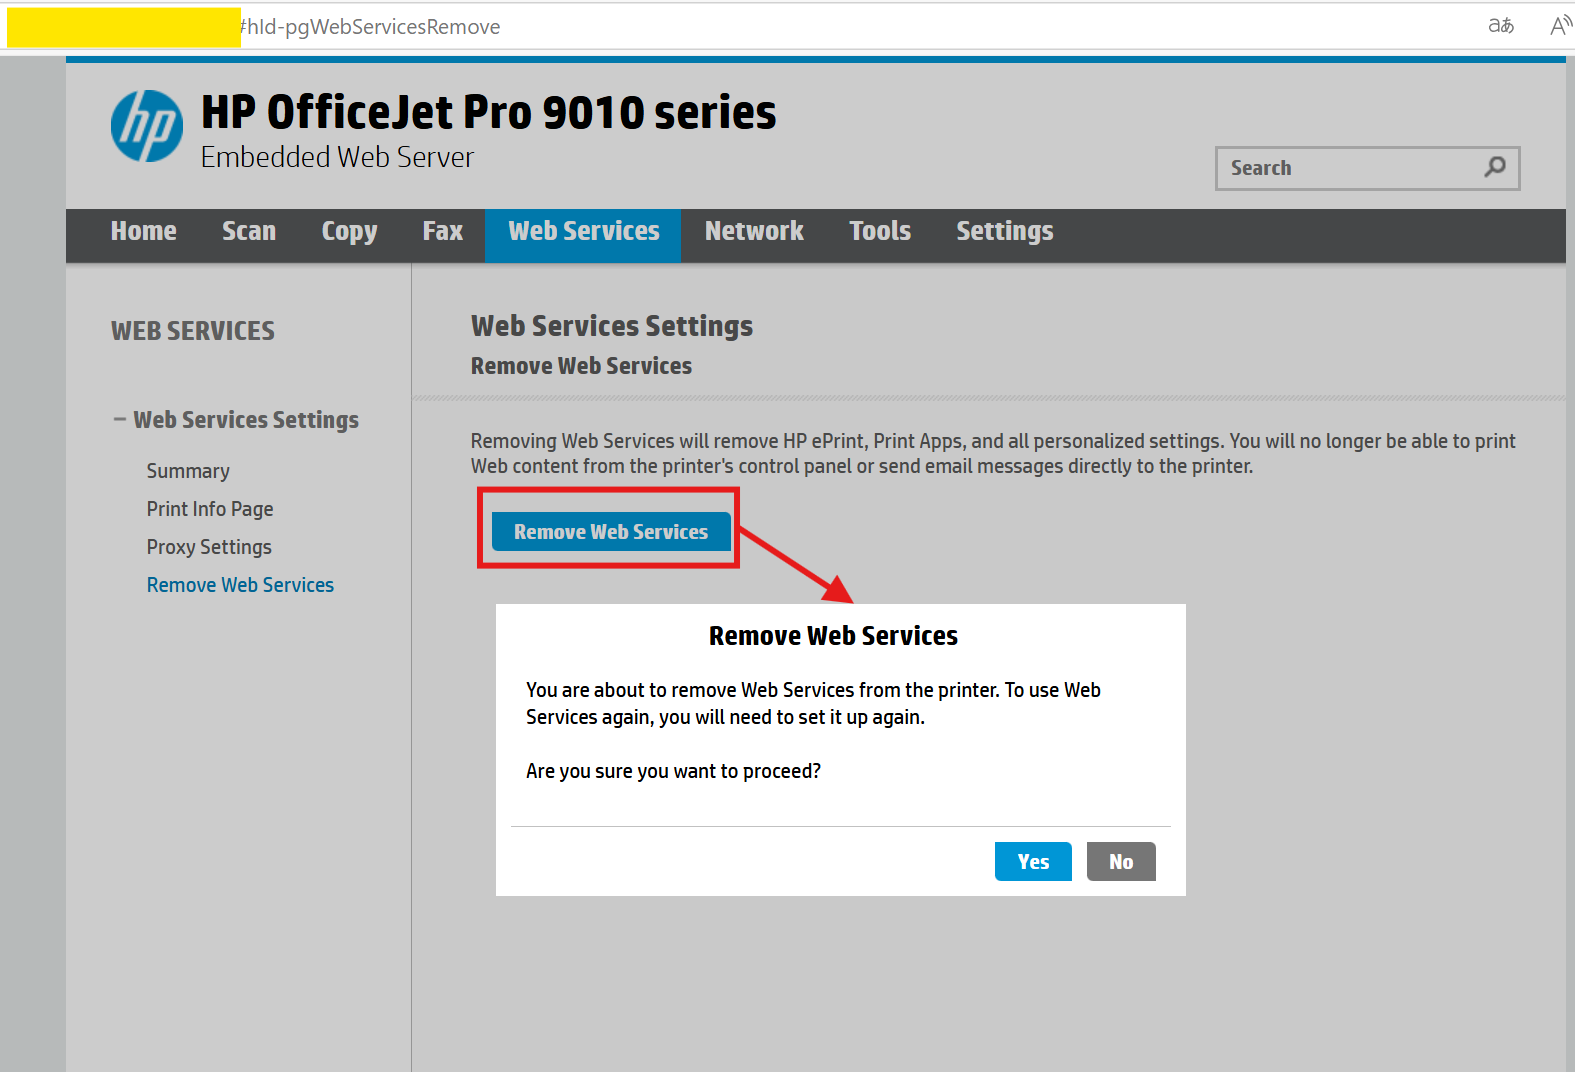 #hId-pgWebServicesRemove
aあ
A
hp
HP OfficeJet Pro 9010 series
Embedded Web Server
Search
Home Scan Copy Fax Web Services Network Tools Settings
WEB SERVICES
Web Services Settings
Summary
Print Info Page
Proxy Settings
Remove Web Services
Web Services Settings
Remove Web Services
Removing Web Services will remove HP ePrint, Print Apps, and all personalized settings. You will no longer be able to print
Web content from the printer's control panel or send email messages directly to the printer.
Remove Web Services
Remove Web Services
You are about to remove Web Services from the printer. To use Web
Services again, you will need to set it up again.
Are you sure you want to proceed?
Yes No